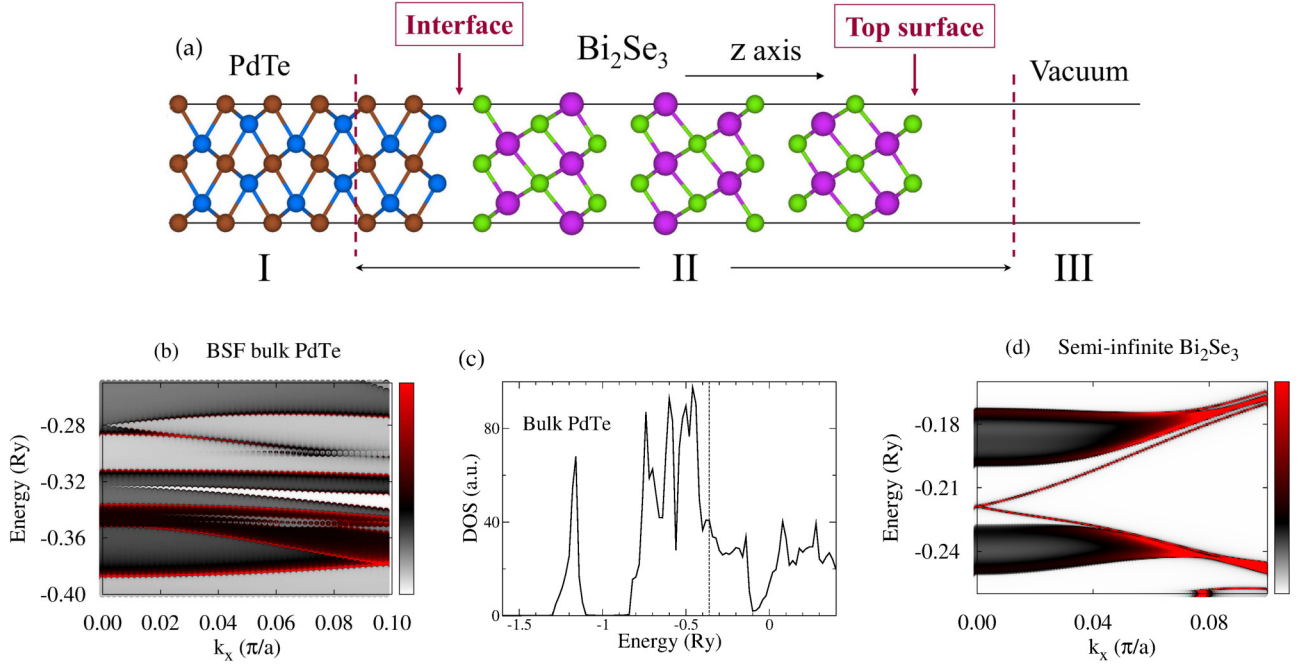 (a)
Interface
PdTe
Bi₂Se₃
z axis
Top surface
Vacuum
I
II
III
(b) BSF bulk PdTe
Energy (Ry)
-0.28
-0.32
-0.36
-0.40
0.00 0.02 0.04 0.06 0.08 0.10
kₓ (π/a)
(c)
Bulk PdTe
DOS (a.u.)
80
40
0
-1.5 -1 -0.5 0
Energy (Ry)
(d) Semi-infinite Bi₂Se₃
Energy (Ry)
-0.18
-0.21
-0.24
0.00 0.04 0.08
kₓ (π/a)